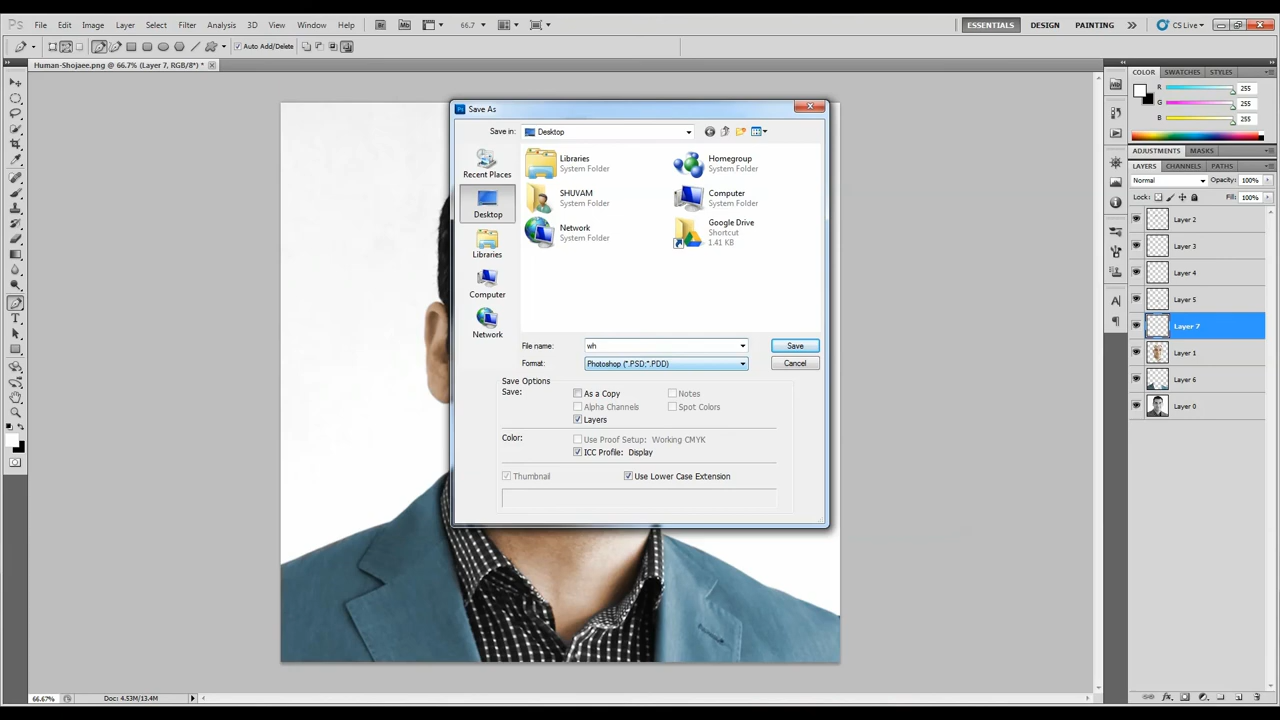 Ps File Edit Image Layer Select Filter Analysis 3D View Window Help Br Mb 66.7 ESSENTIALS DESIGN PAINTING CS Live
Auto Add/Delete
Human-Shojaee.png @ 66.7% (Layer 7, RGB/8*) *
Save As
Save in: Desktop
Recent Places
Desktop
Libraries
Computer
Network
Libraries
System Folder
Homegroup
System Folder
SHUVAM
System Folder
Computer
System Folder
Network
System Folder
Google Drive
Shortcut
1.41 KB
File name: wh Save
Format: Photoshop (*.PSD;*.PDD) Cancel
Save Options
Save: As a Copy Notes
Alpha Channels Spot Colors
Layers
Color: Use Proof Setup: Working CMYK
ICC Profile: Display
Thumbnail Use Lower Case Extension
COLOR SWATCHES STYLES
R 255
G 255
B 255
ADJUSTMENTS MASKS
LAYERS CHANNELS PATHS
Normal Opacity: 100%
Lock: Fill: 100%
Layer 2
Layer 3
Layer 4
Layer 5
Layer 7
Layer 1
Layer 6
Layer 0
66.67% Doc: 4.53M/13.4M